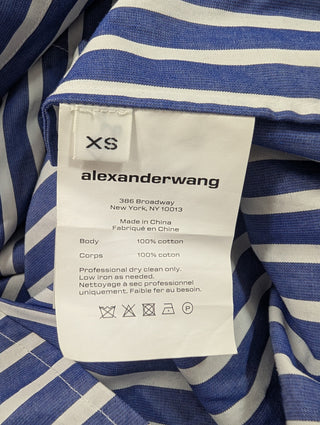 XS
alexanderwang
386 Broadway
New York, NY 10013
Made in China
Fabriqué en Chine
Body 100% cotton
Corps 100% coton
Professional dry clean only.
Low iron as needed.
Nettoyage à sec professionnel
uniquement. Faible fer au besoin.
P